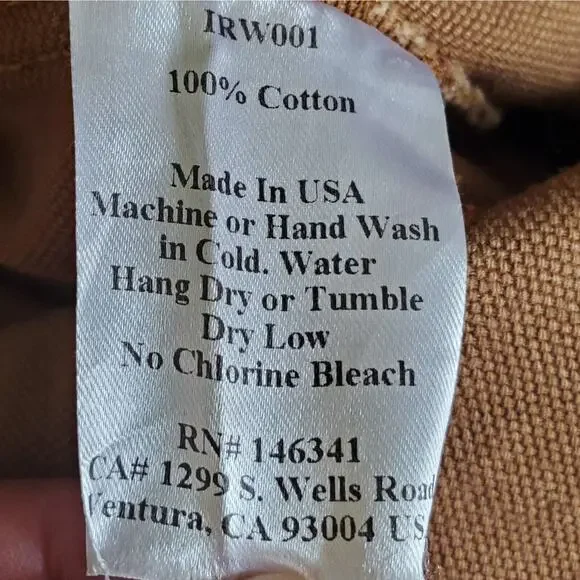 IRW001
100% Cotton
Made In USA
Machine or Hand Wash
in Cold. Water
Hang Dry or Tumble
Dry Low
No Chlorine Bleach
RN# 146341
CA# 1299 S. Wells Road
Ventura, CA 93004 US